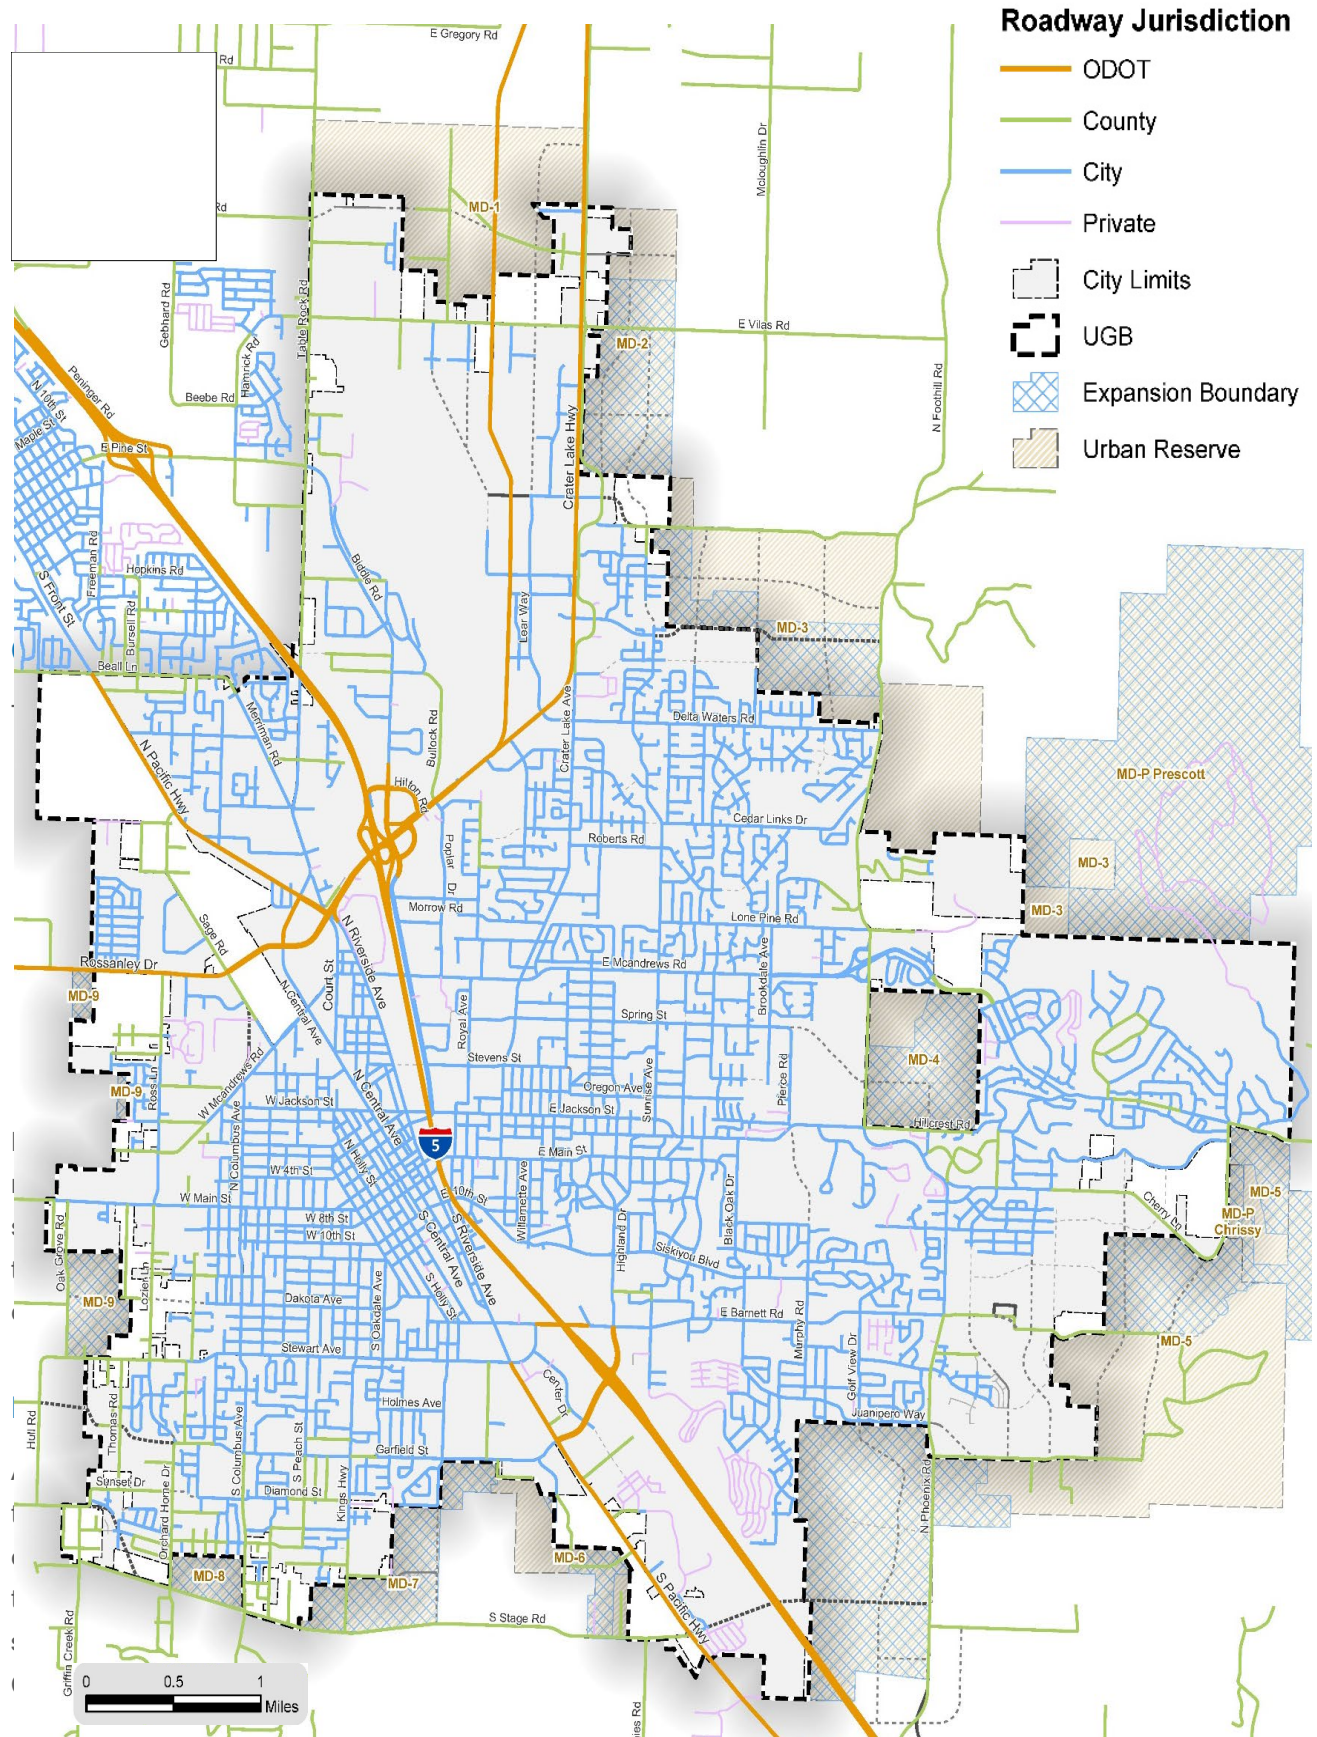 Roadway Jurisdiction
ODOT
County
City
Private
City Limits
UGB
Expansion Boundary
Urban Reserve
E Gregory Rd
Rd
Mcloughlin Dr
MD-1
Rd
Gebhard Rd
Table Rock Rd
E Vilas Rd
MD-2
Hamrick Rd
Peninger Rd
N 10th St
Beebe Rd
N Foothill Rd
Maple St
E Pine St
Crater Lake Hwy
Freeman Rd
Hopkins Rd
Biddle Rd
S Front St
Bursell Rd
Lear Way
MD-3
Beall Ln
Merriman Rd
Bullock Rd
Crater Lake Ave
Delta Waters Rd
N Pacific Hwy
MD-P Prescott
Hilton Rd
Cedar Links Dr
Roberts Rd
Poplar Dr
MD-3
Morrow Rd
Lone Pine Rd
MD-3
Sage Rd
N Riverside Ave
Rossanley Dr
Court St
E Mcandrews Rd
Brookdale Ave
MD-9
N Central Ave
Royal Ave
Spring St
Stevens St
MD-4
Ross Ln
MD-9
W Mcandrews Rd
Oregon Ave
Sunrise Ave
Pierce Rd
W Jackson St
N Central Ave
E Jackson St
Hillcrest Rd
N Columbus Ave
5
N Holly St
E Main St
W 4th St
E 10th St
Willamette Ave
Black Oak Dr
MD-5
W Main St
Cherry Ln
MD-P
Chrissy
Oak Grove Rd
W 8th St
W 10th St
S Central Ave
S Riverside Ave
Highland Dr
Siskiyou Blvd
Lozier Ln
MD-9
Dakota Ave
S Oakdale Ave
S Holly St
E Barnett Rd
Murphy Rd
MD-5
Stewart Ave
Golf View Dr
Center Dr
Holmes Ave
Juanipero Way
Hull Rd
Thomas Rd
S Columbus Ave
S Peach St
Garfield St
Sunset Dr
Diamond St
Kings Hwy
N Phoenix Rd
Orchard Home Dr
MD-6
MD-8
MD-7
S Pacific Hwy
S Stage Rd
Griffin Creek Rd
0 0.5 1
Miles
ies Rd